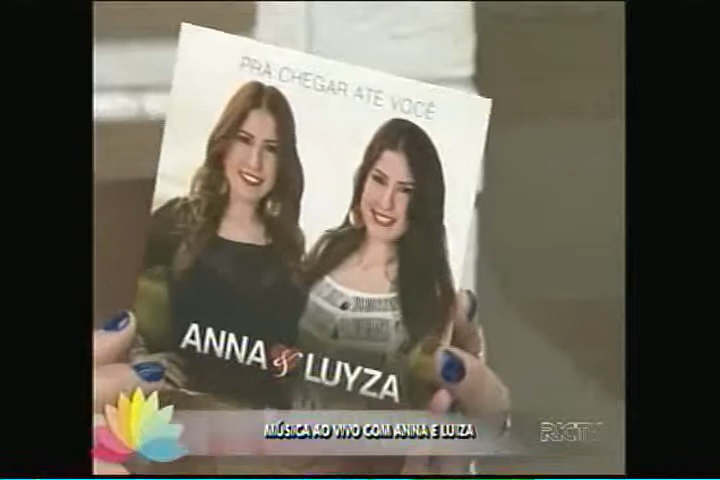 PRA CHEGAR ATÉ VOCÊ
ANNA & LUYZA
MÚSICA AO VIVO COM ANNA E LUIZA
RICTV